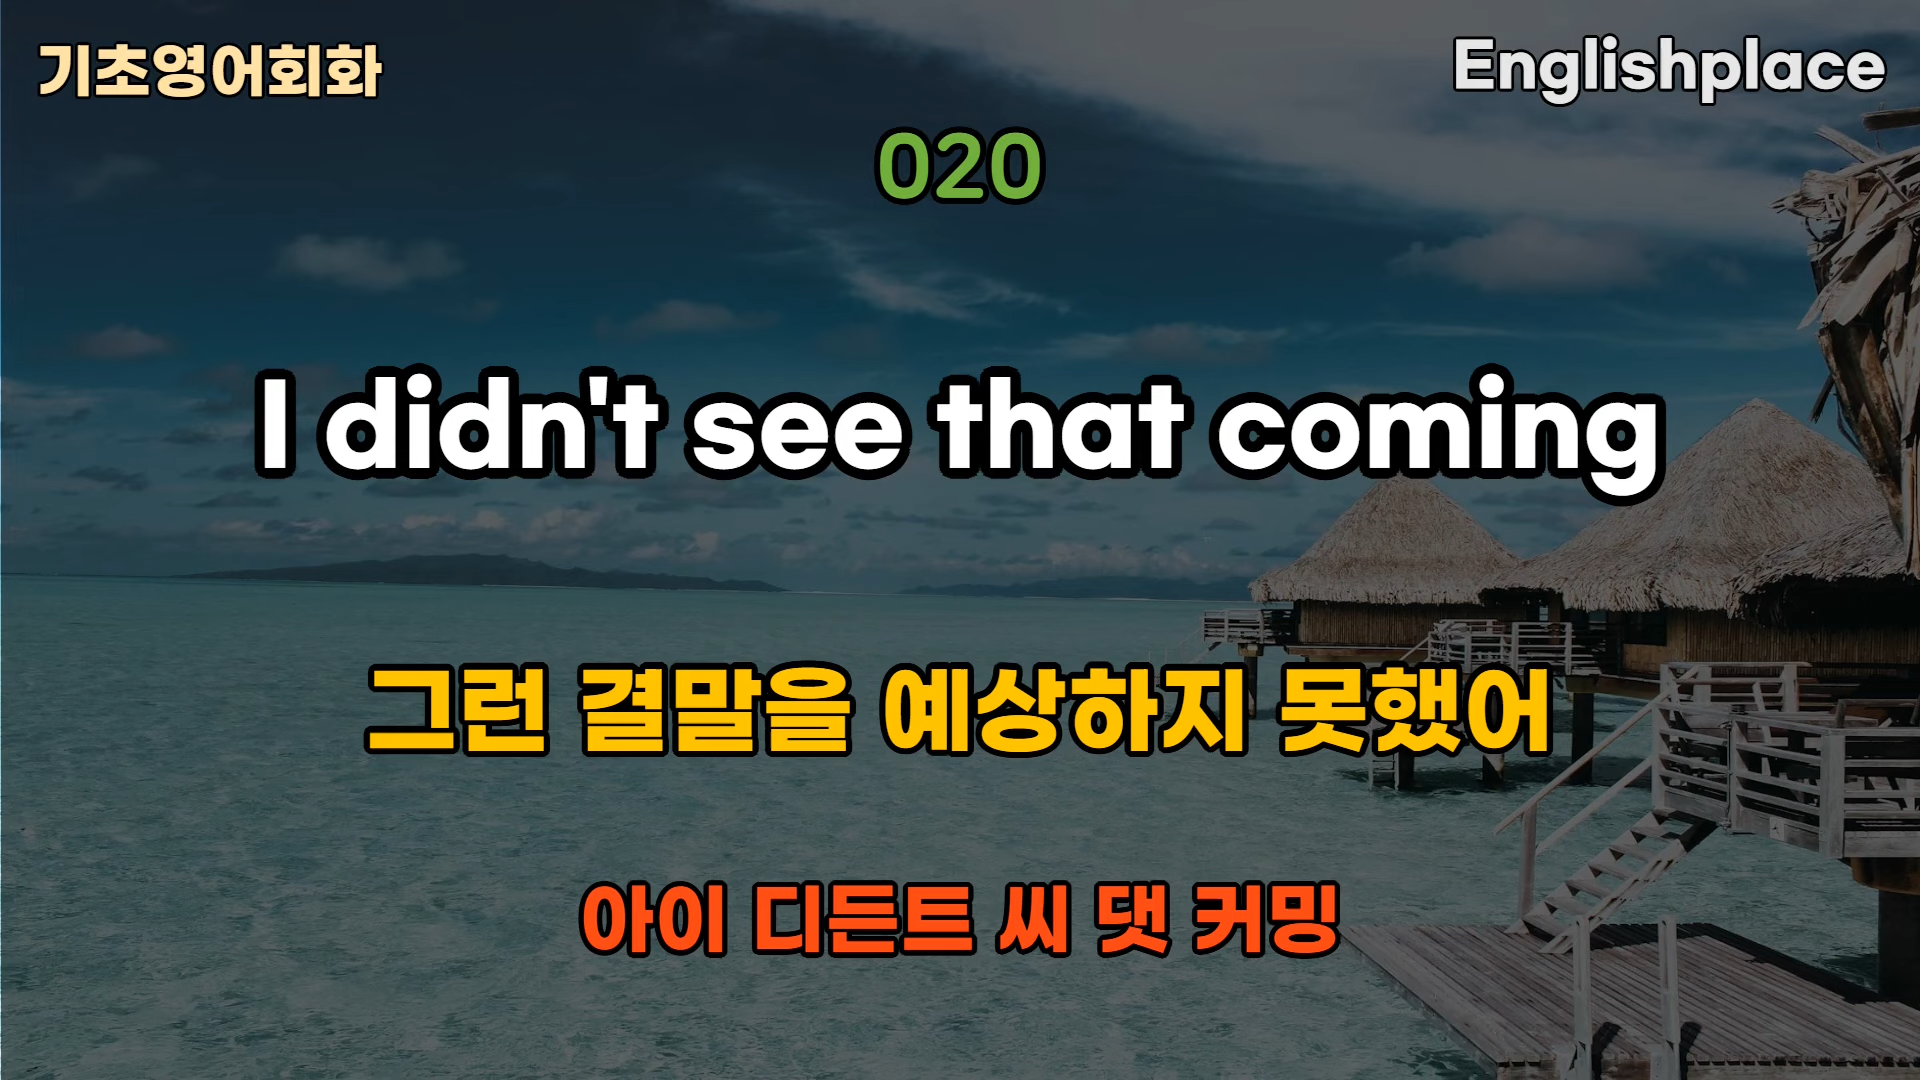 기초영어회화
Englishplace
020
I didn't see that coming
그런 결말을 예상하지 못했어
아이 디든트 씨 댓 커밍